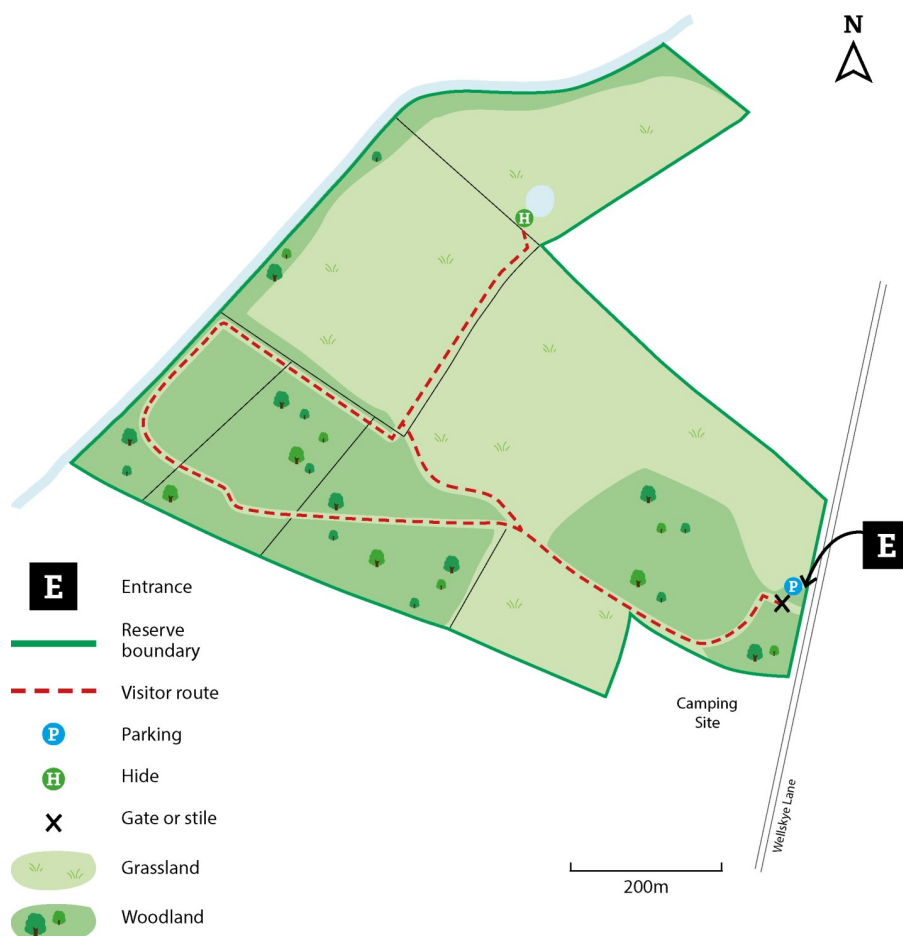 N
H
P
E
E
Entrance
Reserve
boundary
Visitor route
P
Parking
H
Hide
Gate or stile
Grassland
Woodland
Camping
Site
Wellskye Lane
200m